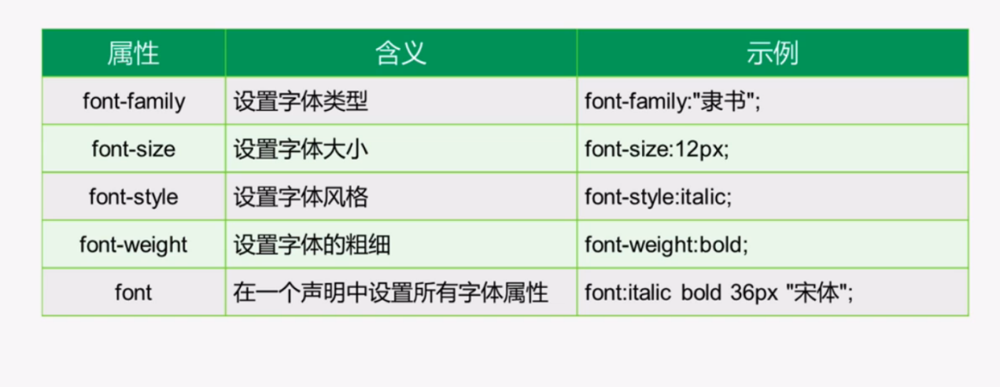 属性 含义 示例
font-family 设置字体类型 font-family:"隶书";
font-size 设置字体大小 font-size:12px;
font-style 设置字体风格 font-style:italic;
font-weight 设置字体的粗细 font-weight:bold;
font 在一个声明中设置所有字体属性 font:italic bold 36px "宋体";